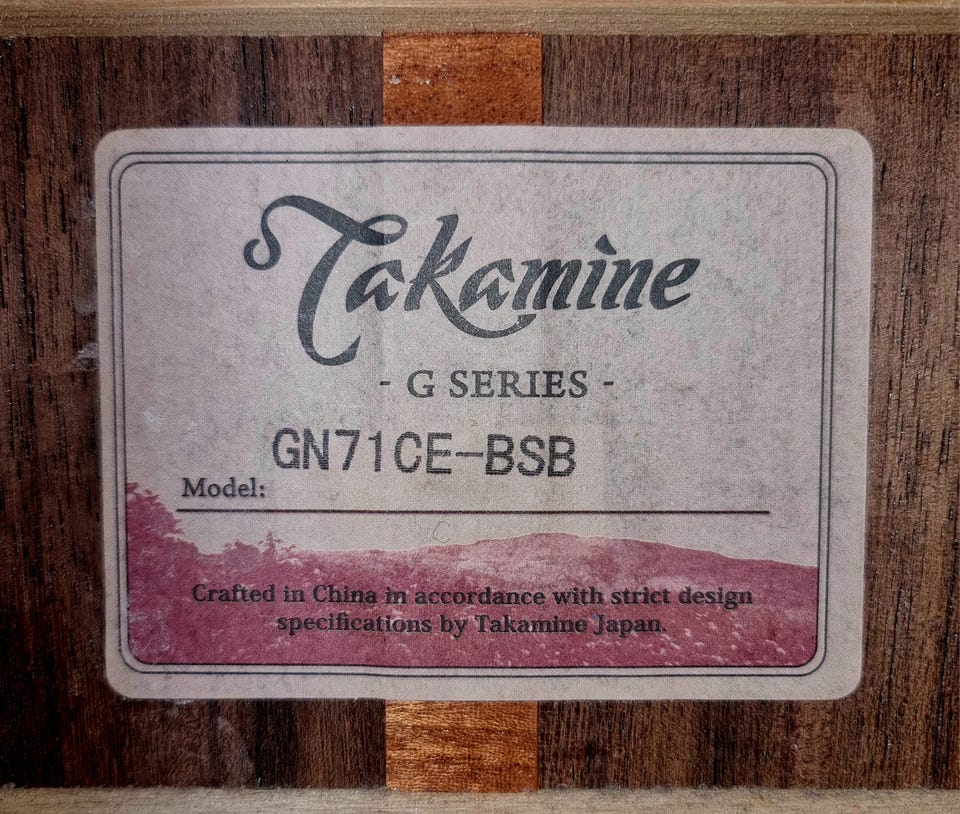 Takamine
- G SERIES -
GN71CE-BSB
Model:
Crafted in China in accordance with strict design
specifications by Takamine Japan.